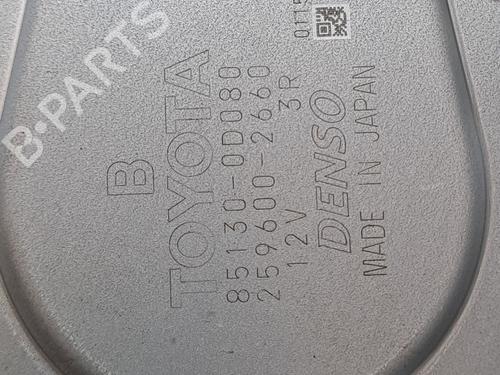 B
TOYOTA
85130-0D080
259600-2660
12V 3R
DENSO
MADE IN JAPAN
B-PARTS